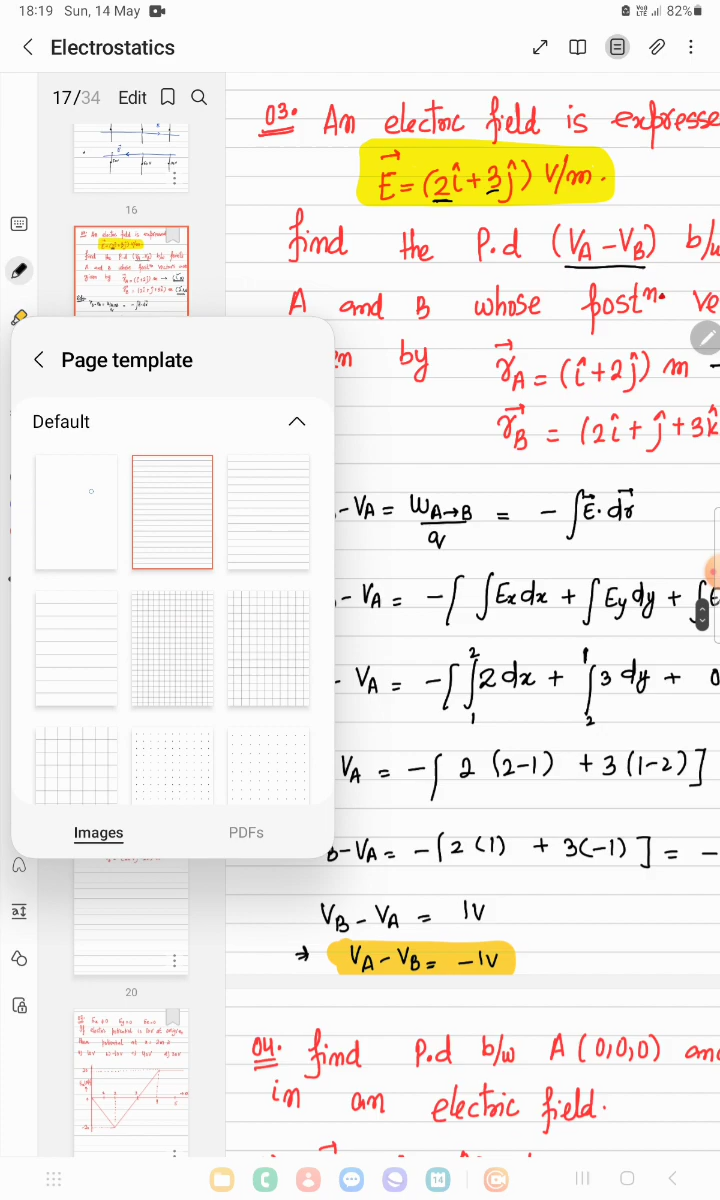 18:19 Sun, 14 May
82%
Electrostatics
17/34 Edit
16
03. An electric field is expresse
E⃗ = (2î + 3ĵ) V/m.
find the P.d (VA - VB) b/w
A and B whose postⁿ. ve
en by r⃗A = (î + 2ĵ) m
r⃗B = (2î + ĵ + 3k̂
Page template
Default
- VA = WA→B/q = - ∫E⃗. dr⃗
- VA = -[ ∫Ex dx + ∫Ey dy + ∫E
- VA = -[ ∫₁² 2 dx + ∫₂¹ 3 dy + 0
VA = -[ 2 (2-1) + 3 (1-2) ]
Images PDFs
B - VA = -[ 2 (1) + 3(-1) ] = -
VB - VA = 1V
⇒ VA - VB = -1V
20
04. find P.d b/w A (0,0,0) and
in an electric field.
14